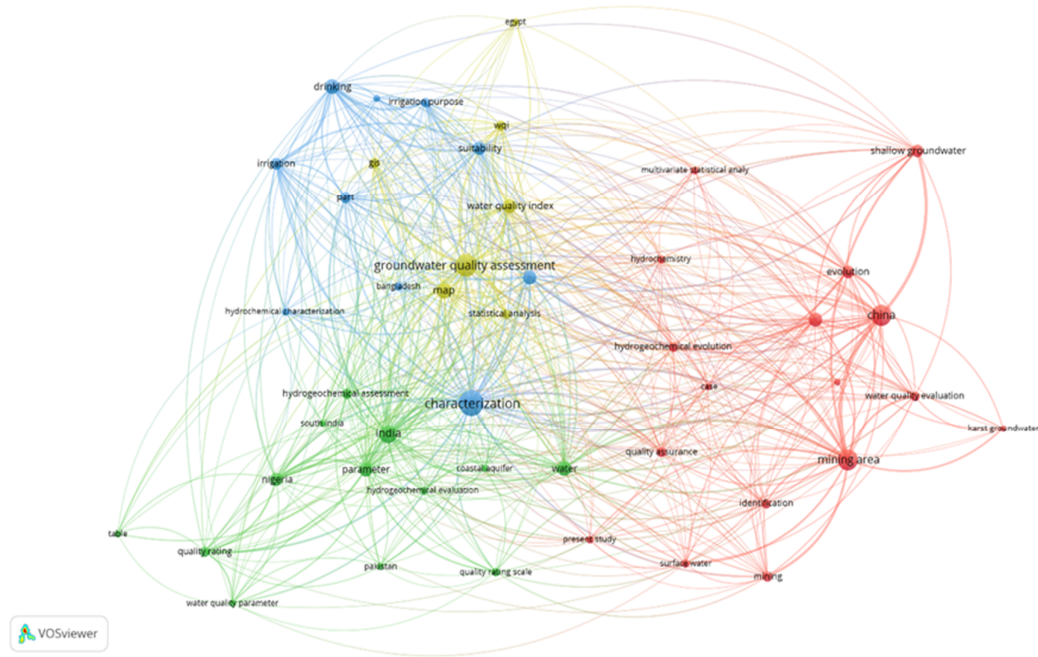 egypt
drinking
irrigation purpose
wqi
suitability
shallow groundwater
irrigation
gis
multivariate statistical analy
part
water quality index
hydrochemistry
groundwater quality assessment
evolution
bangladesh
map
hydrochemical characterization
statistical analysis
china
hydrogeochemical evolution
case
hydrogeochemical assessment
water quality evaluation
characterization
south india
karst groundwater
india
quality assurance
mining area
parameter
coastal aquifer
water
nigeria
hydrogeochemical evaluation
identification
table
present study
quality rating
surface water
pakistan
quality rating scale
mining
water quality parameter
VOSviewer